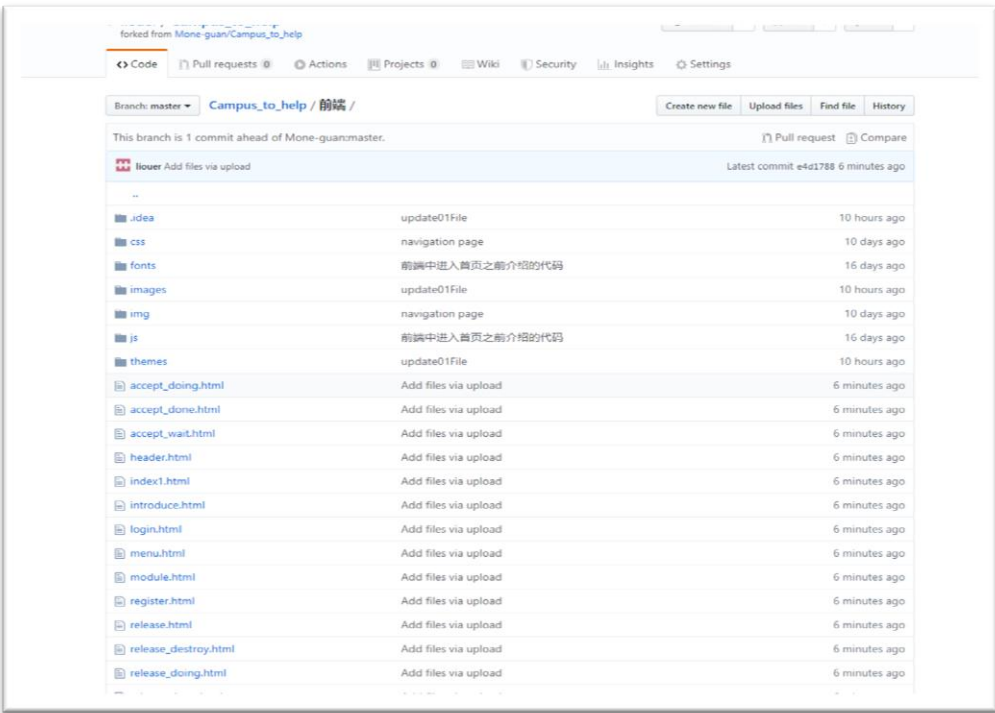 forked from Mone-guan/Campus_to_help
Code Pull requests 0 Actions Projects 0 Wiki Security Insights Settings
Branch: master Campus_to_help / 前端 / Create new file Upload files Find file History
This branch is 1 commit ahead of Mone-guan:master. Pull request Compare
liouer Add files via upload Latest commit e4d1788 6 minutes ago
..
.idea update01File 10 hours ago
css navigation page 10 days ago
fonts 前端中进入首页之前介绍的代码 16 days ago
images update01File 10 hours ago
img navigation page 10 days ago
js 前端中进入首页之前介绍的代码 16 days ago
themes update01File 10 hours ago
accept_doing.html Add files via upload 6 minutes ago
accept_done.html Add files via upload 6 minutes ago
accept_wait.html Add files via upload 6 minutes ago
header.html Add files via upload 6 minutes ago
index1.html Add files via upload 6 minutes ago
introduce.html Add files via upload 6 minutes ago
login.html Add files via upload 6 minutes ago
menu.html Add files via upload 6 minutes ago
module.html Add files via upload 6 minutes ago
register.html Add files via upload 6 minutes ago
release.html Add files via upload 6 minutes ago
release_destroy.html Add files via upload 6 minutes ago
release_doing.html Add files via upload 6 minutes ago